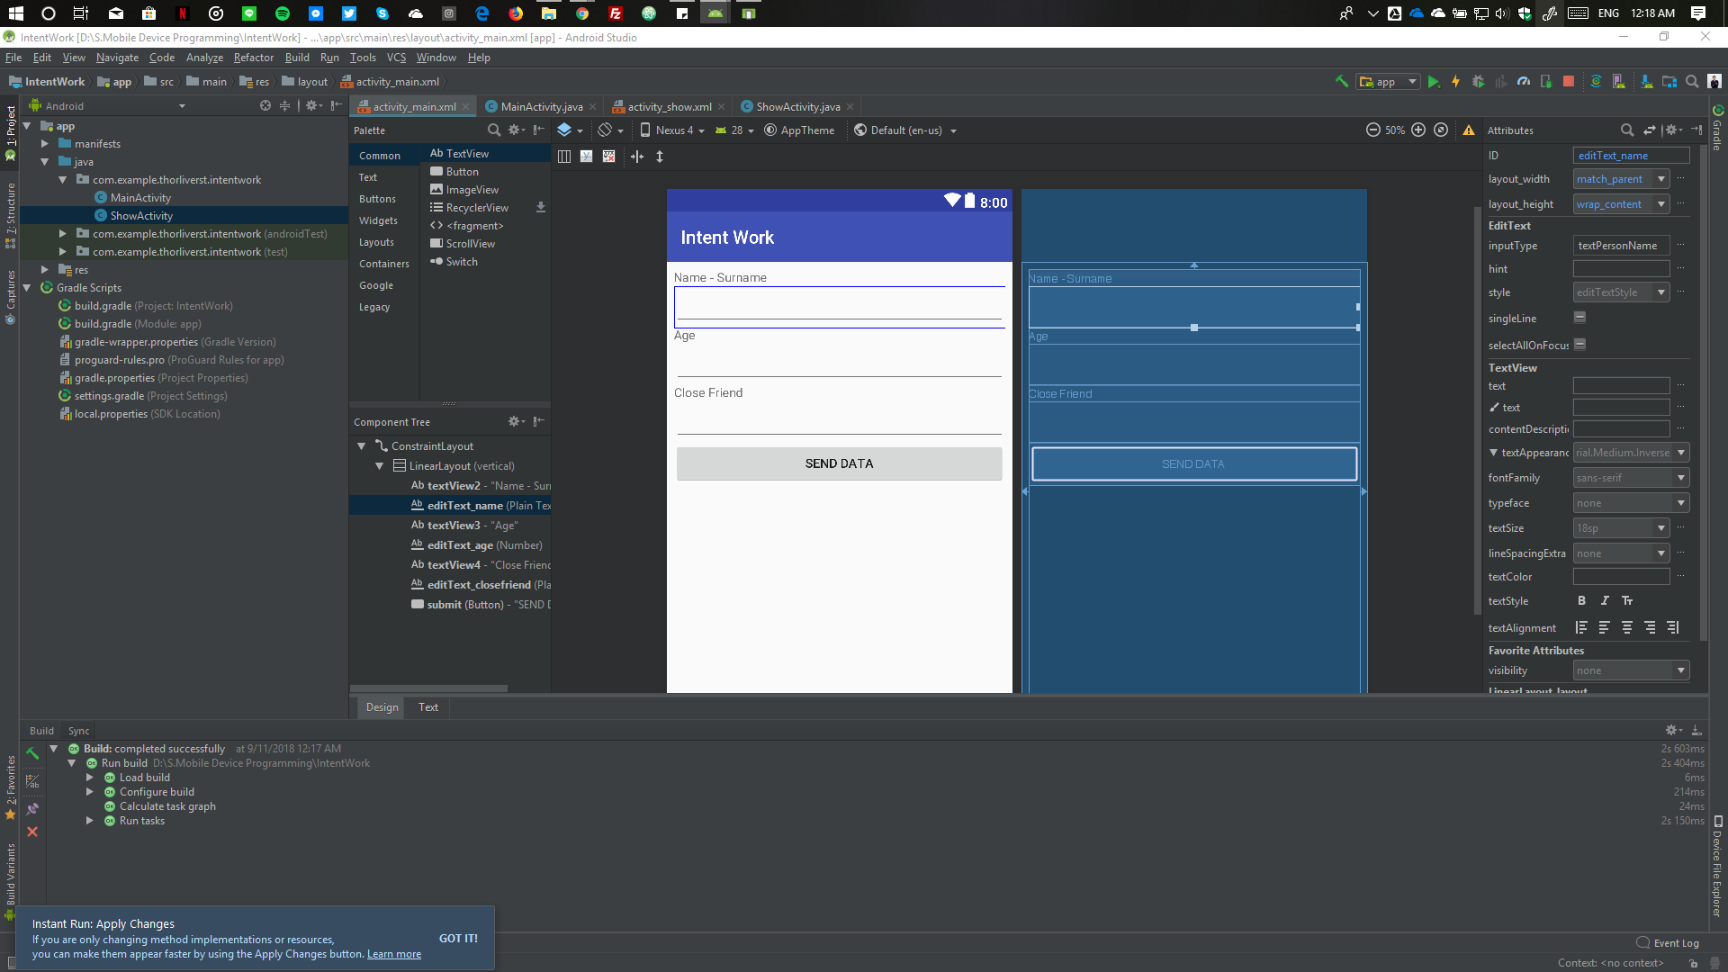 ENG 12:18 AM
IntentWork [D:\S.Mobile Device Programming\IntentWork] - ...\app\src\main\res\layout\activity_main.xml [app] - Android Studio
File Edit View Navigate Code Analyze Refactor Build Run Tools VCS Window Help
IntentWork app src main res layout activity_main.xml app
Android
activity_main.xml MainActivity.java activity_show.xml ShowActivity.java
1: Project
Z: Structure
Captures
2: Favorites
Build Variants
app
manifests
java
com.example.thorliverst.intentwork
MainActivity
ShowActivity
com.example.thorliverst.intentwork (androidTest)
com.example.thorliverst.intentwork (test)
res
Gradle Scripts
build.gradle (Project: IntentWork)
build.gradle (Module: app)
gradle-wrapper.properties (Gradle Version)
proguard-rules.pro (ProGuard Rules for app)
gradle.properties (Project Properties)
settings.gradle (Project Settings)
local.properties (SDK Location)
Palette
Common
Text
Buttons
Widgets
Layouts
Containers
Google
Legacy
Ab TextView
Button
ImageView
RecyclerView
<fragment>
ScrollView
Switch
Component Tree
ConstraintLayout
LinearLayout (vertical)
Ab textView2 - "Name - Sur
Ab editText_name (Plain Tex
Ab textView3 - "Age"
Ab editText_age (Number)
Ab textView4 - "Close Frienc
Ab editText_closefriend (Pla
submit (Button) - "SEND D
Nexus 4 28 AppTheme Default (en-us) 50%
8:00
Intent Work
Name - Surname
Age
Close Friend
SEND DATA
Name - Surname
Age
Close Friend
SEND DATA
Design Text
Attributes
ID editText_name
layout_width match_parent
layout_height wrap_content
EditText
inputType textPersonName
hint
style editTextStyle
singleLine
selectAllOnFocus
TextView
text
text
contentDescriptic
textAppearanc rial.Medium.Inverse
fontFamily sans-serif
typeface none
textSize 18sp
lineSpacingExtra none
textColor
textStyle B I Tr
textAlignment
Favorite Attributes
visibility none
LinearLayout_layout
Gradle
Device File Explorer
Build Sync
Build: completed successfully at 9/11/2018 12:17 AM 2s 603ms
Run build D:\S.Mobile Device Programming\IntentWork 2s 404ms
Load build 6ms
Configure build 214ms
Calculate task graph 24ms
Run tasks 2s 150ms
Instant Run: Apply Changes
If you are only changing method implementations or resources,
you can make them appear faster by using the Apply Changes button. Learn more
GOT IT!
Event Log
Context: <no context>